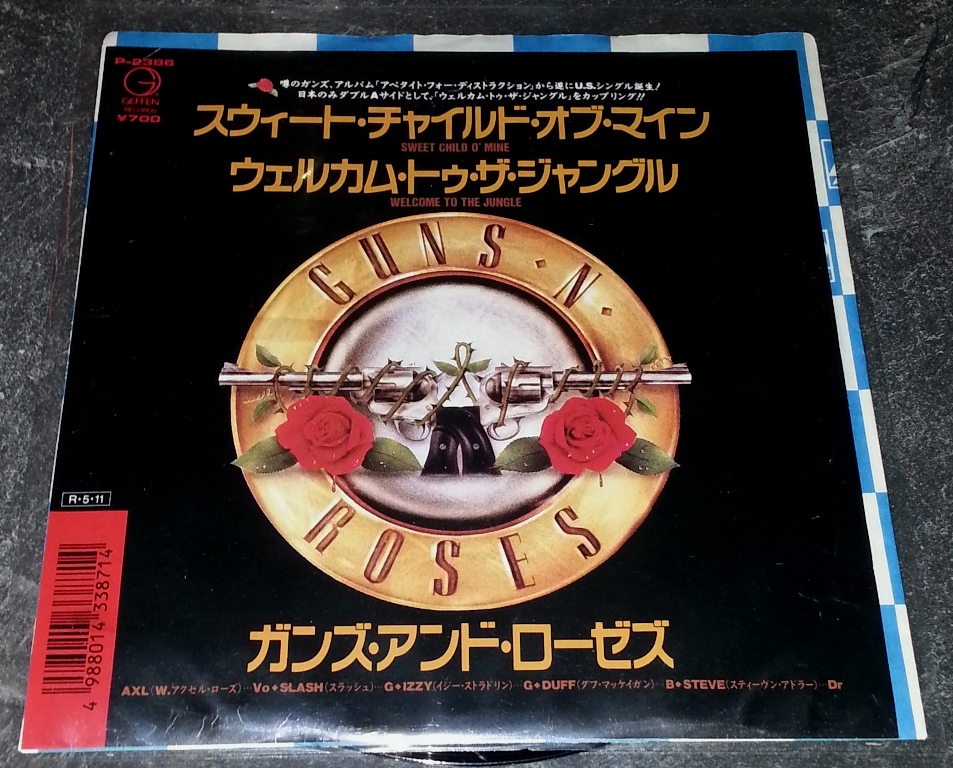 P-2386
GEFFEN
RECORDS
¥700
噂のガンズ、アルバム「アペタイト・フォー・ディストラクション」から遂にU.S.シングル誕生!
日本のみダブルAサイドとして、「ウェルカム・トゥ・ザ・ジャングル」をカップリング!!
スウィート・チャイルド・オブ・マイン
SWEET CHILD O' MINE
ウェルカム・トゥ・ザ・ジャングル
WELCOME TO THE JUNGLE
GUNS・N・
ROSES
R・5・11
4 988014 338714
ガンズ・アンド・ローゼズ
AXL(W.アクセル・ローズ)…Vo◆SLASH(スラッシュ)…G◆IZZY(イジー・ストラドリン)…G◆DUFF(ダフ・マッケイガン)…B◆STEVE(スティーヴン・アドラー)…Dr